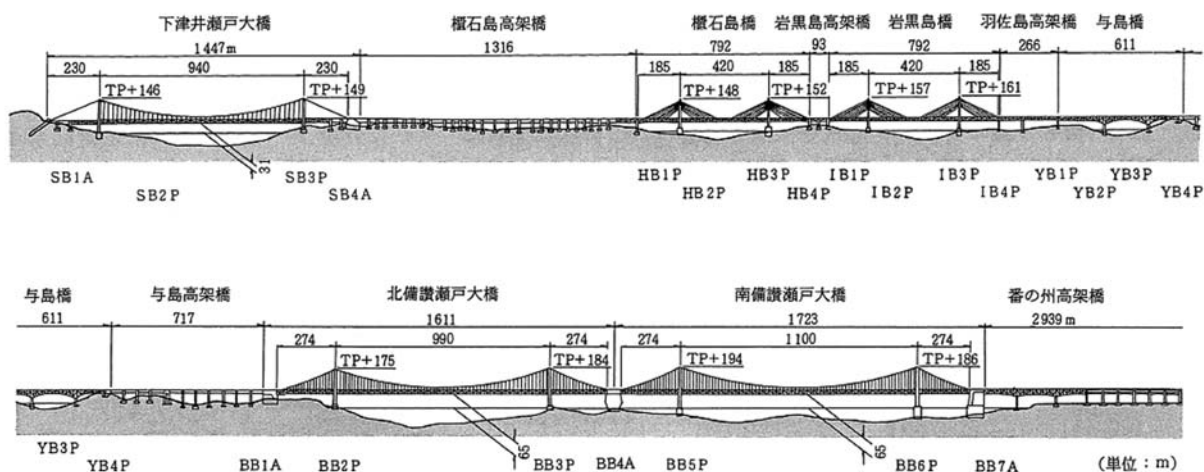 下津井瀬戸大橋 櫃石島高架橋 櫃石島橋 岩黒島高架橋 岩黒島橋 羽佐島高架橋 与島橋
1447m 1316 792 93 792 266 611
230 940 230 185 420 185 185 420 185
TP+146 TP+149 TP+148 TP+152 TP+157 TP+161
31
SB1A SB3P HB1P HB3P IB1P IB3P YB1P YB3P
SB2P SB4A HB2P HB4P IB2P IB4P YB2P YB4P
与島橋 与島高架橋 北備讃瀬戸大橋 南備讃瀬戸大橋 番の州高架橋
611 717 1611 1723 2939m
274 990 274 274 1100 274
TP+175 TP+184 TP+194 TP+186
65 65
YB3P
YB4P BB1A BB2P BB3P BB4A BB5P BB6P BB7A (単位：m)